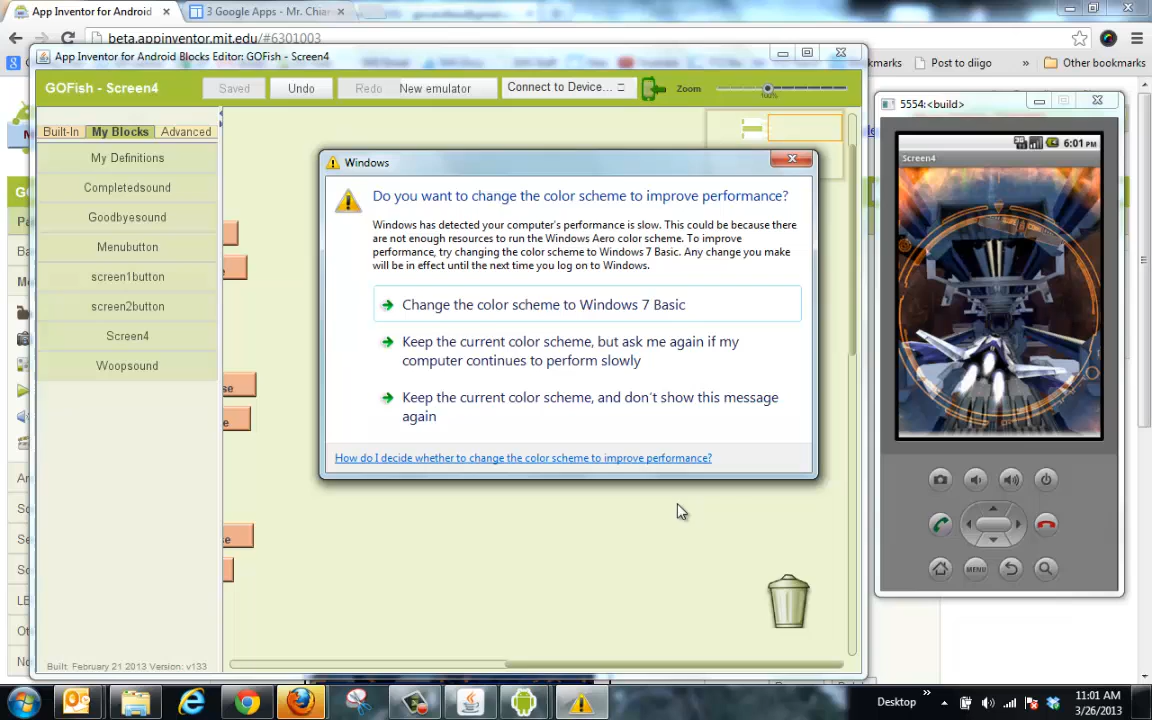 App Inventor for Android
3 Google Apps - Mr. Chiar
beta.appinventor.mit.edu/#6301003
Post to diigo
»
Other bookmarks
App Inventor for Android Blocks Editor: GOFish - Screen4
GOFish - Screen4
Saved
Undo
Redo
New emulator
Connect to Device...
Zoom
100%
Built-In
My Blocks
Advanced
My Definitions
Completedsound
Goodbyesound
Menubutton
screen1button
screen2button
Screen4
Woopsound
Built: February 21 2013 Version: v133
Windows
Do you want to change the color scheme to improve performance?
Windows has detected your computer's performance is slow. This could be because there
are not enough resources to run the Windows Aero color scheme. To improve
performance, try changing the color scheme to Windows 7 Basic. Any change you make
will be in effect until the next time you log on to Windows.
Change the color scheme to Windows 7 Basic
Keep the current color scheme, but ask me again if my
computer continues to perform slowly
Keep the current color scheme, and don't show this message
again
How do I decide whether to change the color scheme to improve performance?
5554:<build>
6:01 PM
Screen4
MENU
Desktop
»
11:01 AM
3/26/2013